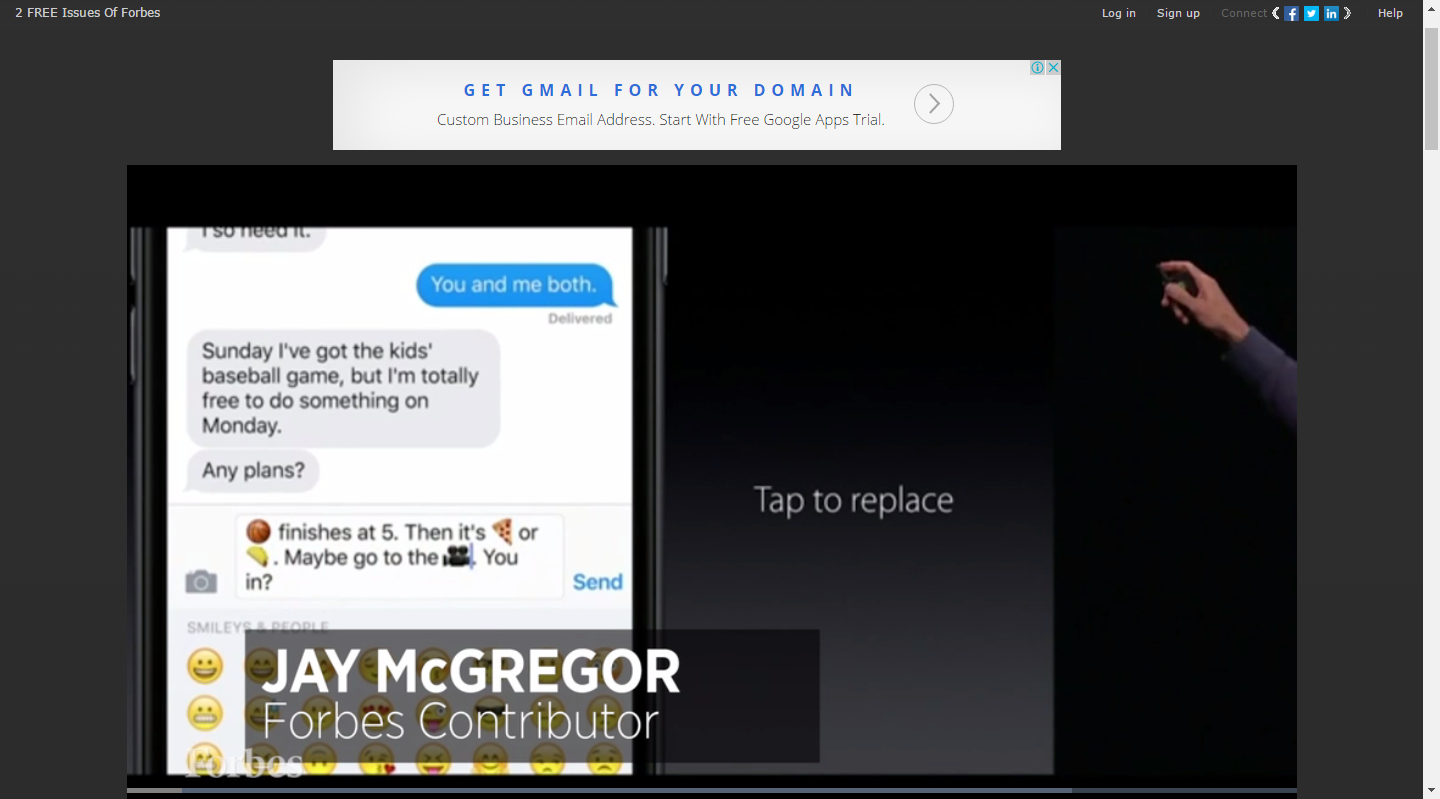 2 FREE Issues Of Forbes
Log in Sign up Connect Help
GET GMAIL FOR YOUR DOMAIN
Custom Business Email Address. Start With Free Google Apps Trial.
I so need it.
You and me both.
Delivered
Sunday I've got the kids'
baseball game, but I'm totally
free to do something on
Monday.
Any plans?
🏀 finishes at 5. Then it's 🍕 or
🌮. Maybe go to the 🎥. You
in?
Send
Tap to replace
SMILEYS & PEOPLE
JAY McGREGOR
Forbes Contributor
Forbes